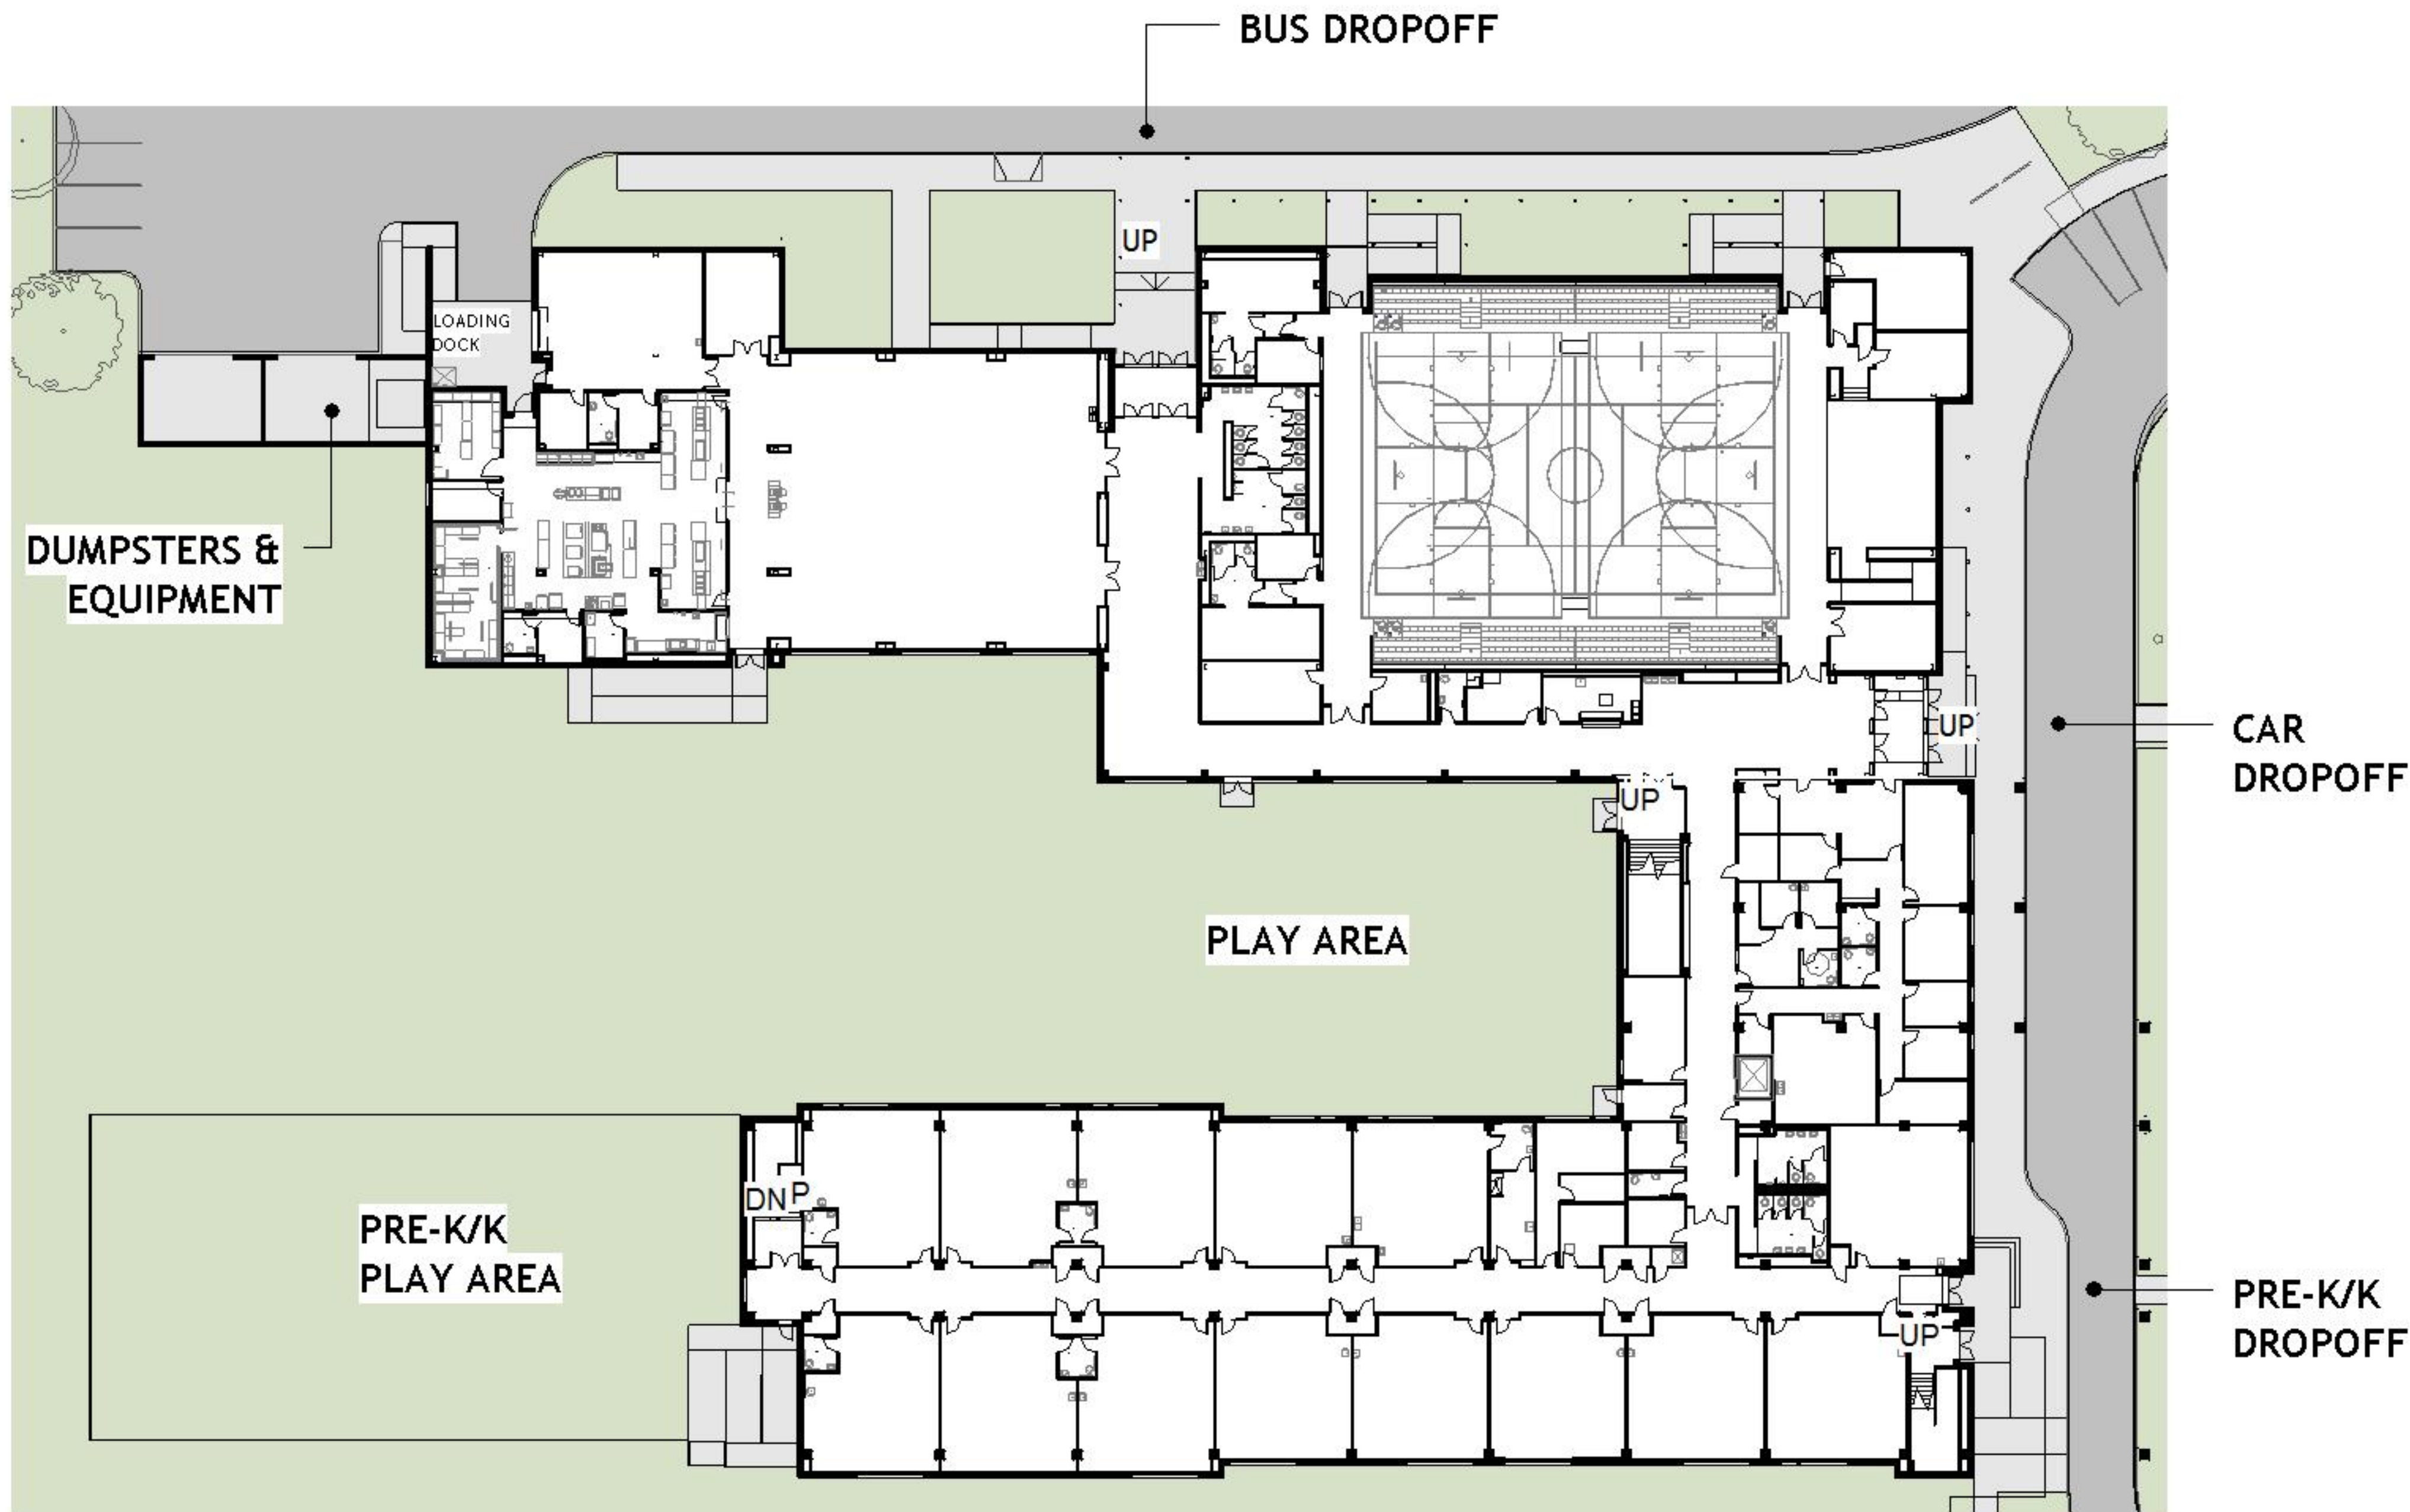 BUS DROPOFF
UP
LOADING
DOCK
DUMPSTERS &
EQUIPMENT
UP
CAR
DROPOFF
UP
PLAY AREA
DN P
PRE-K/K
PLAY AREA
PRE-K/K
DROPOFF
UP